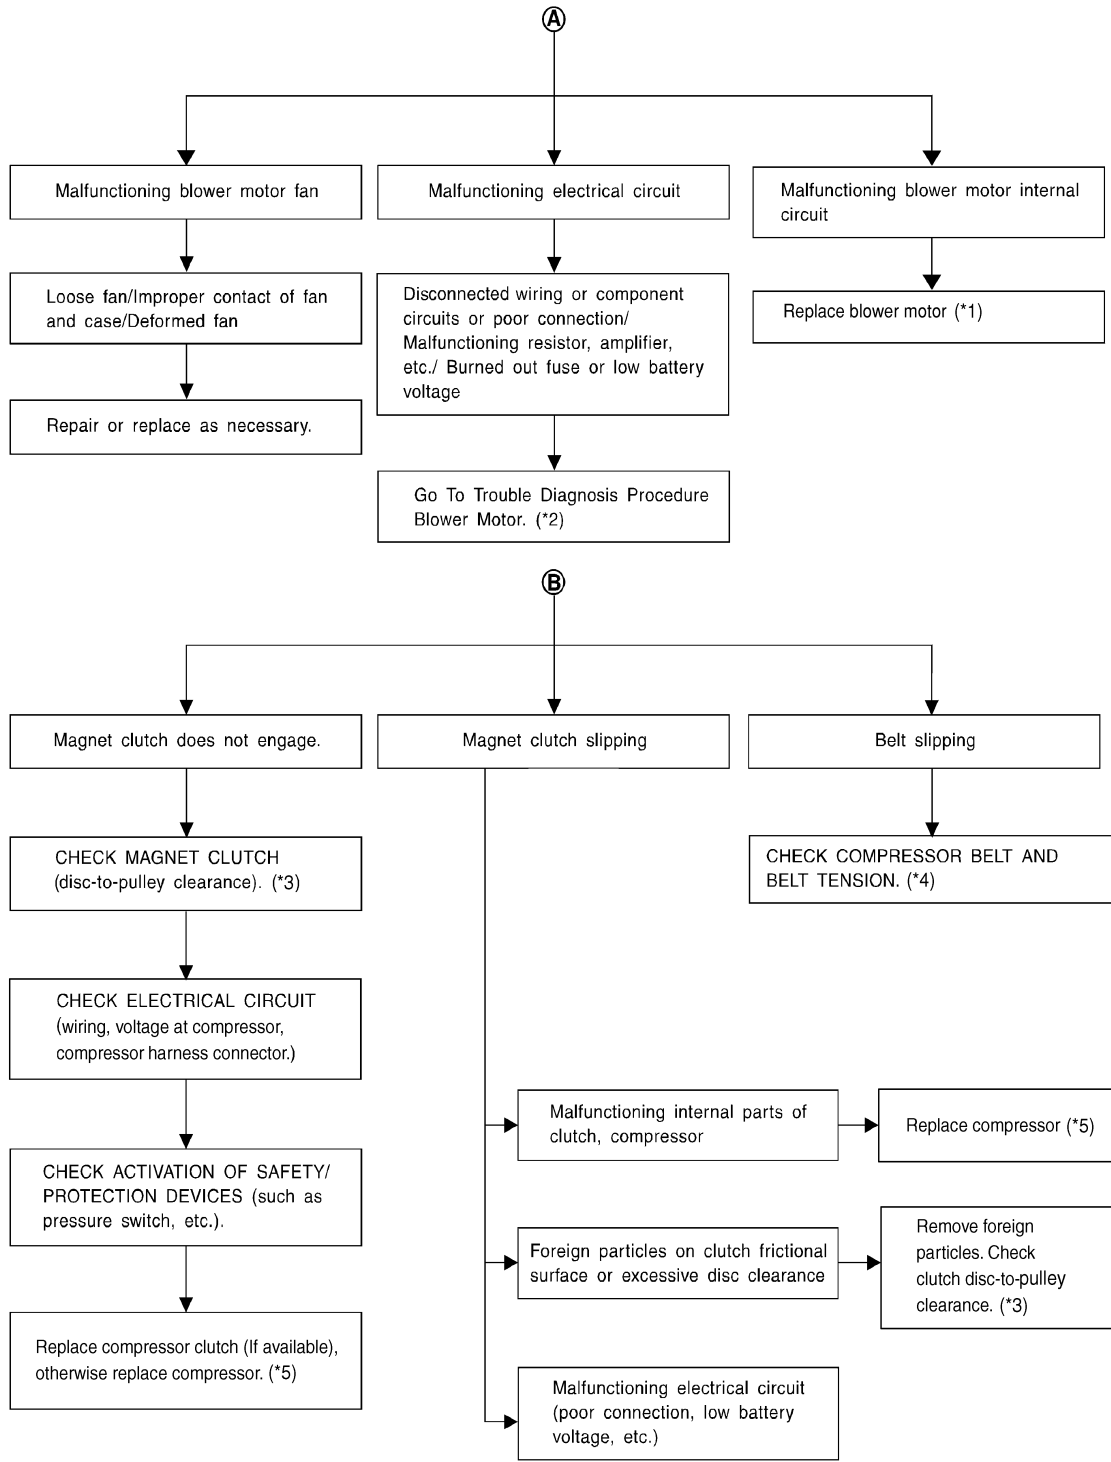 A
Malfunctioning blower motor fan
Loose fan/Improper contact of fan
and case/Deformed fan
Repair or replace as necessary.
Malfunctioning electrical circuit
Disconnected wiring or component
circuits or poor connection/
Malfunctioning resistor, amplifier,
etc./ Burned out fuse or low battery
voltage
Go To Trouble Diagnosis Procedure
Blower Motor. (*2)
Malfunctioning blower motor internal
circuit
Replace blower motor (*1)
B
Magnet clutch does not engage.
CHECK MAGNET CLUTCH
(disc-to-pulley clearance). (*3)
CHECK ELECTRICAL CIRCUIT
(wiring, voltage at compressor,
compressor harness connector.)
CHECK ACTIVATION OF SAFETY/
PROTECTION DEVICES (such as
pressure switch, etc.).
Replace compressor clutch (If available),
otherwise replace compressor. (*5)
Magnet clutch slipping
Malfunctioning internal parts of
clutch, compressor
Replace compressor (*5)
Foreign particles on clutch frictional
surface or excessive disc clearance
Remove foreign
particles. Check
clutch disc-to-pulley
clearance. (*3)
Malfunctioning electrical circuit
(poor connection, low battery
voltage, etc.)
Belt slipping
CHECK COMPRESSOR BELT AND
BELT TENSION. (*4)